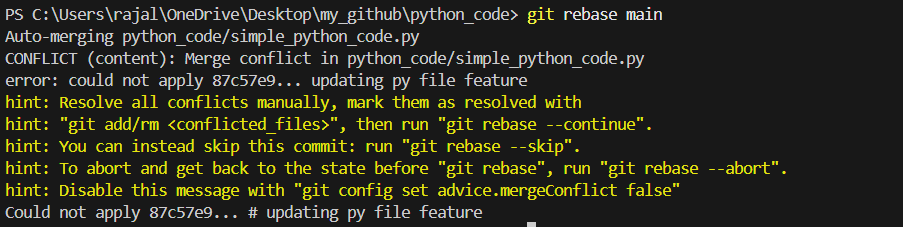 PS C:\Users\rajal\OneDrive\Desktop\my_github\python_code> git rebase main
Auto-merging python_code/simple_python_code.py
CONFLICT (content): Merge conflict in python_code/simple_python_code.py
error: could not apply 87c57e9... updating py file feature
hint: Resolve all conflicts manually, mark them as resolved with
hint: "git add/rm <conflicted_files>", then run "git rebase --continue".
hint: You can instead skip this commit: run "git rebase --skip".
hint: To abort and get back to the state before "git rebase", run "git rebase --abort".
hint: Disable this message with "git config set advice.mergeConflict false"
Could not apply 87c57e9... # updating py file feature